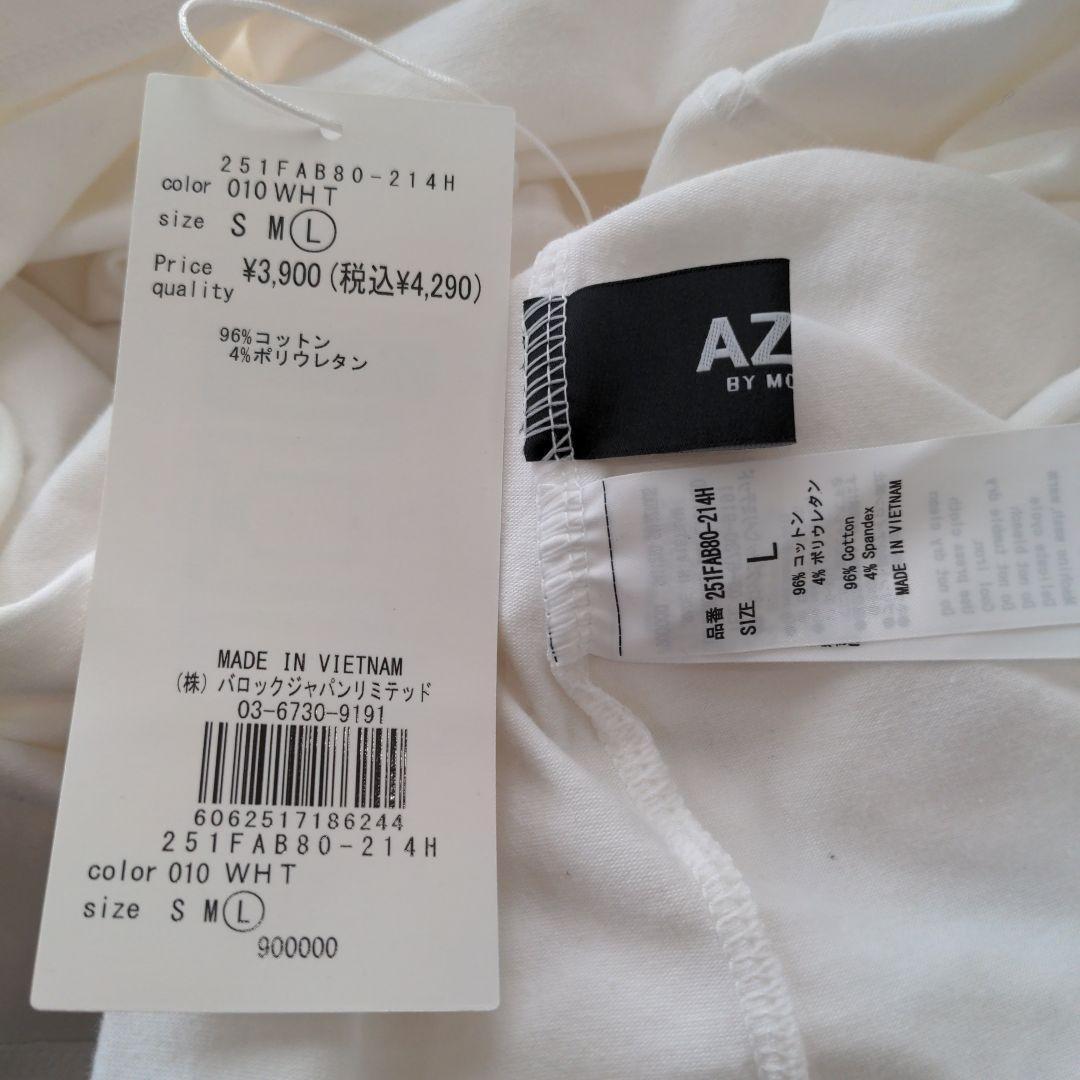 251FAB80-214H
color 010 WHT
size S M L
Price ¥3,900 (税込¥4,290)
quality
96%コットン
4%ポリウレタン
MADE IN VIETNAM
(株) バロックジャパンリミテッド
03-6730-9191
6062517186244
251FAB80-214H
color 010 WHT
size S M L
900000
AZ
BY MO
品番 251FAB80-214H
SIZE L
96% コットン
4% ポリウレタン
96% Cotton
4% Spandex
MADE IN VIETNAM